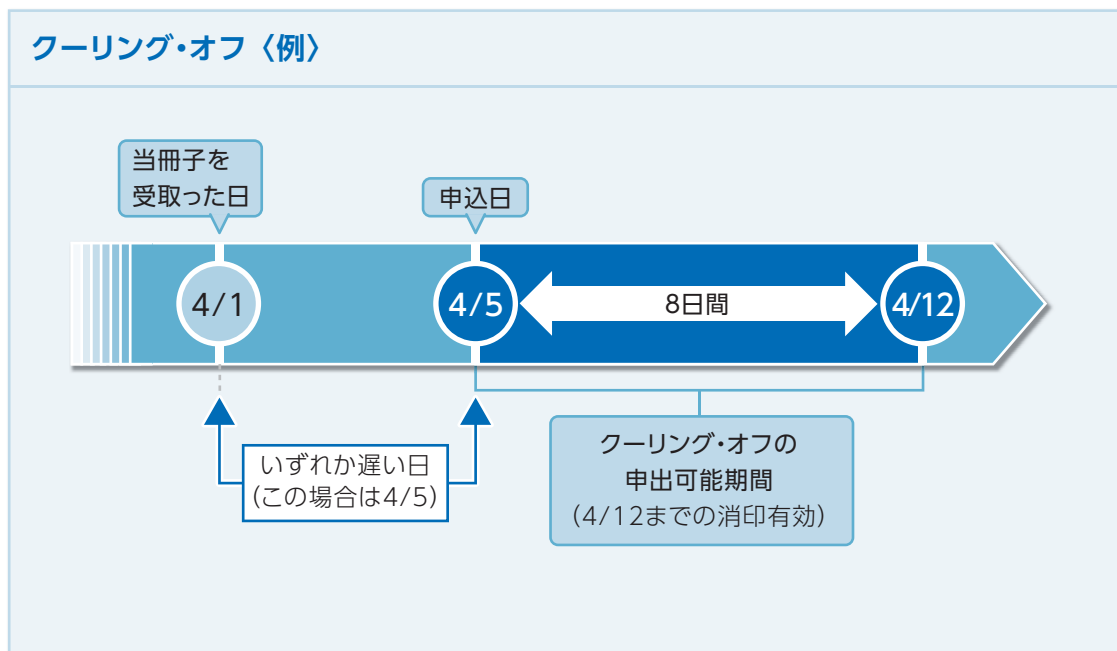 クーリング・オフ〈例〉
当冊子を
受取った日
申込日
4/1
4/5
8日間
4/12
いずれか遅い日
(この場合は4/5)
クーリング・オフの
申出可能期間
(4/12までの消印有効)